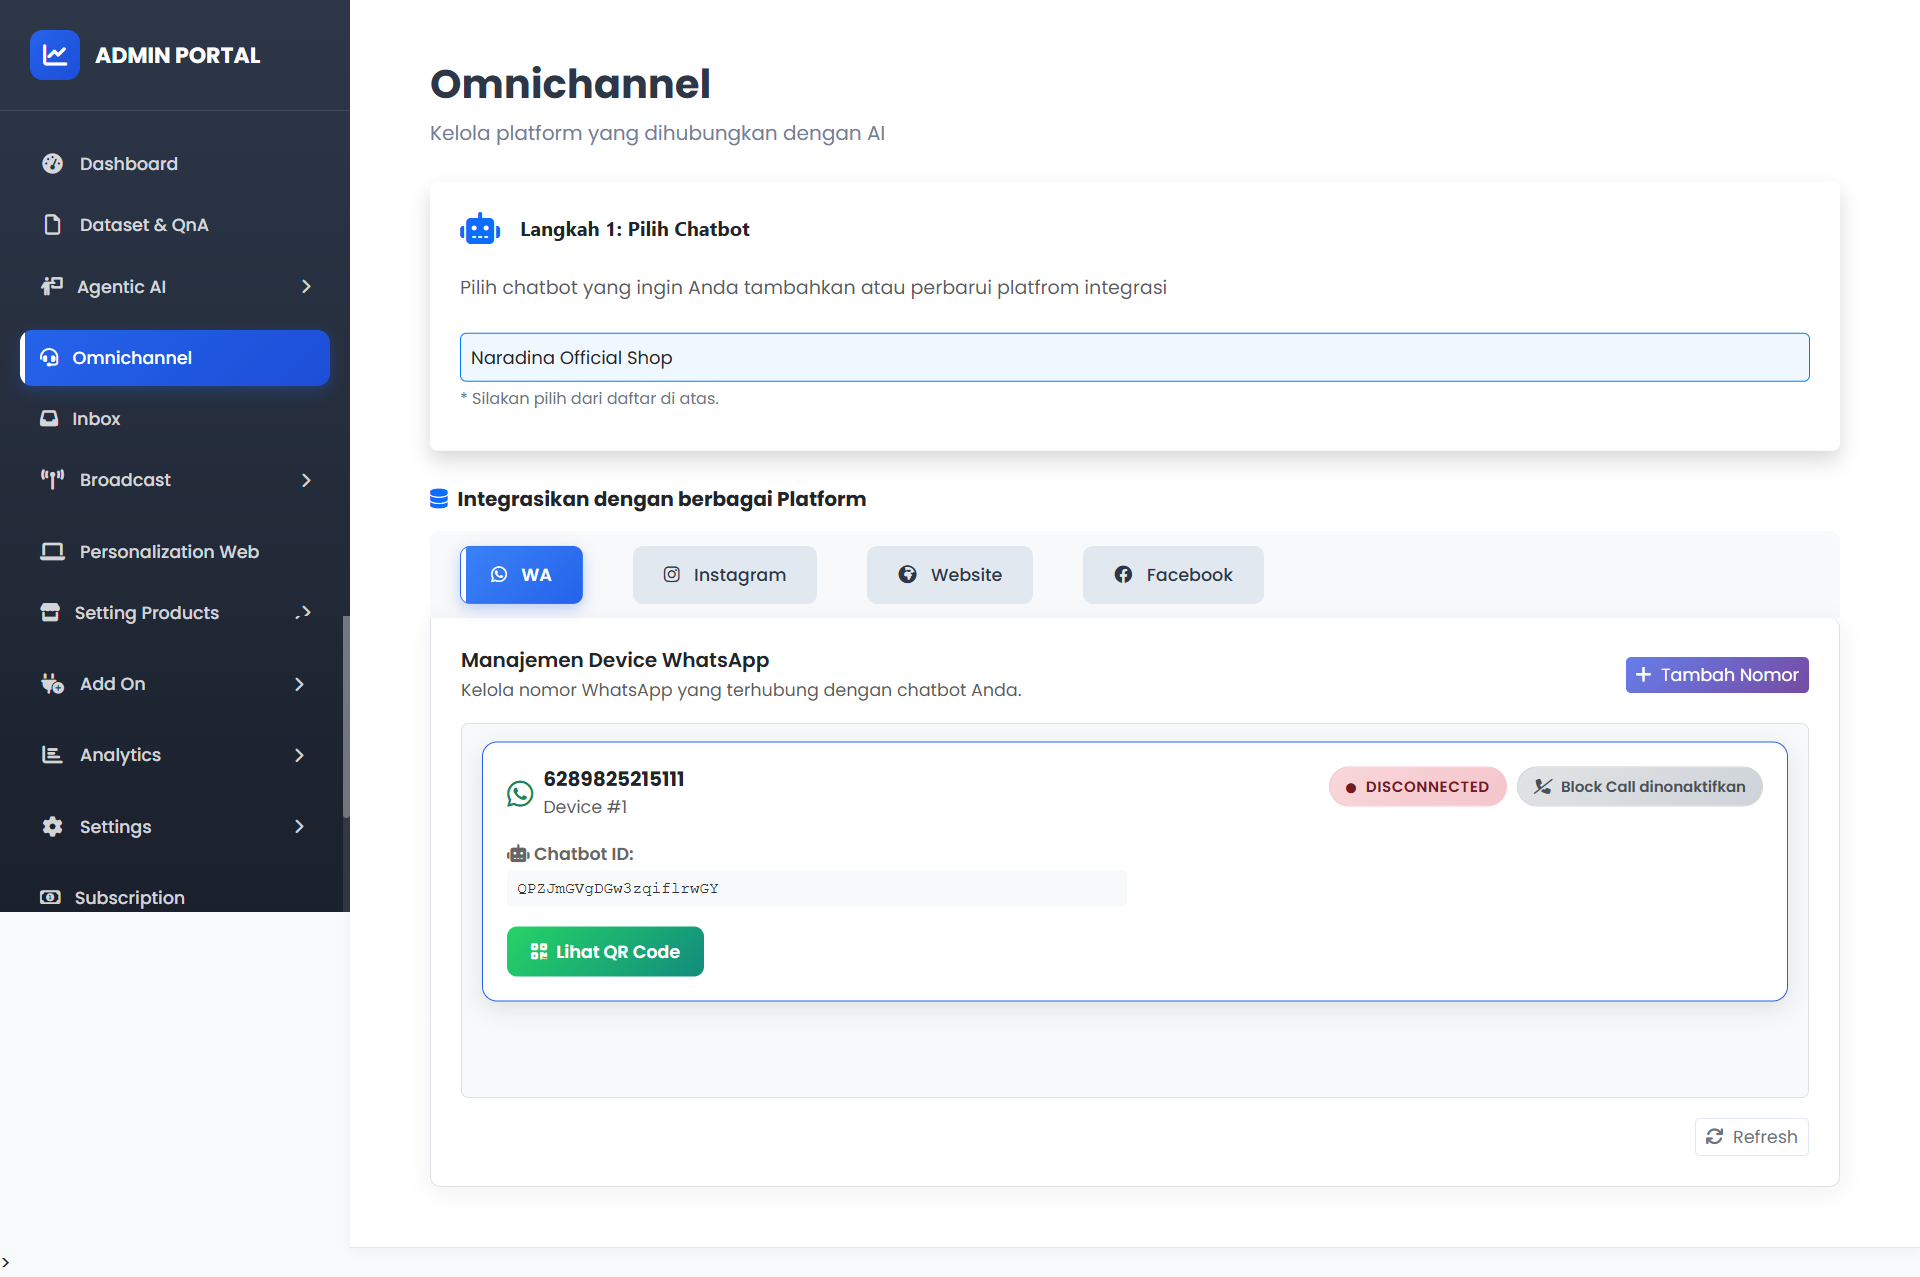 ADMIN PORTAL
Dashboard
Dataset & QnA
Agentic AI
Omnichannel
Inbox
Broadcast
Personalization Web
Setting Products
Add On
Analytics
Settings
Subscription
>
Omnichannel
Kelola platform yang dihubungkan dengan AI
Langkah 1: Pilih Chatbot
Pilih chatbot yang ingin Anda tambahkan atau perbarui platfrom integrasi
Naradina Official Shop
* Silakan pilih dari daftar di atas.
Integrasikan dengan berbagai Platform
WA
Instagram
Website
Facebook
Manajemen Device WhatsApp
Kelola nomor WhatsApp yang terhubung dengan chatbot Anda.
Tambah Nomor
6289825215111
Device #1
DISCONNECTED
Block Call dinonaktifkan
Chatbot ID:
QPZJmGVgDGw3zqiflrwGY
Lihat QR Code
Refresh